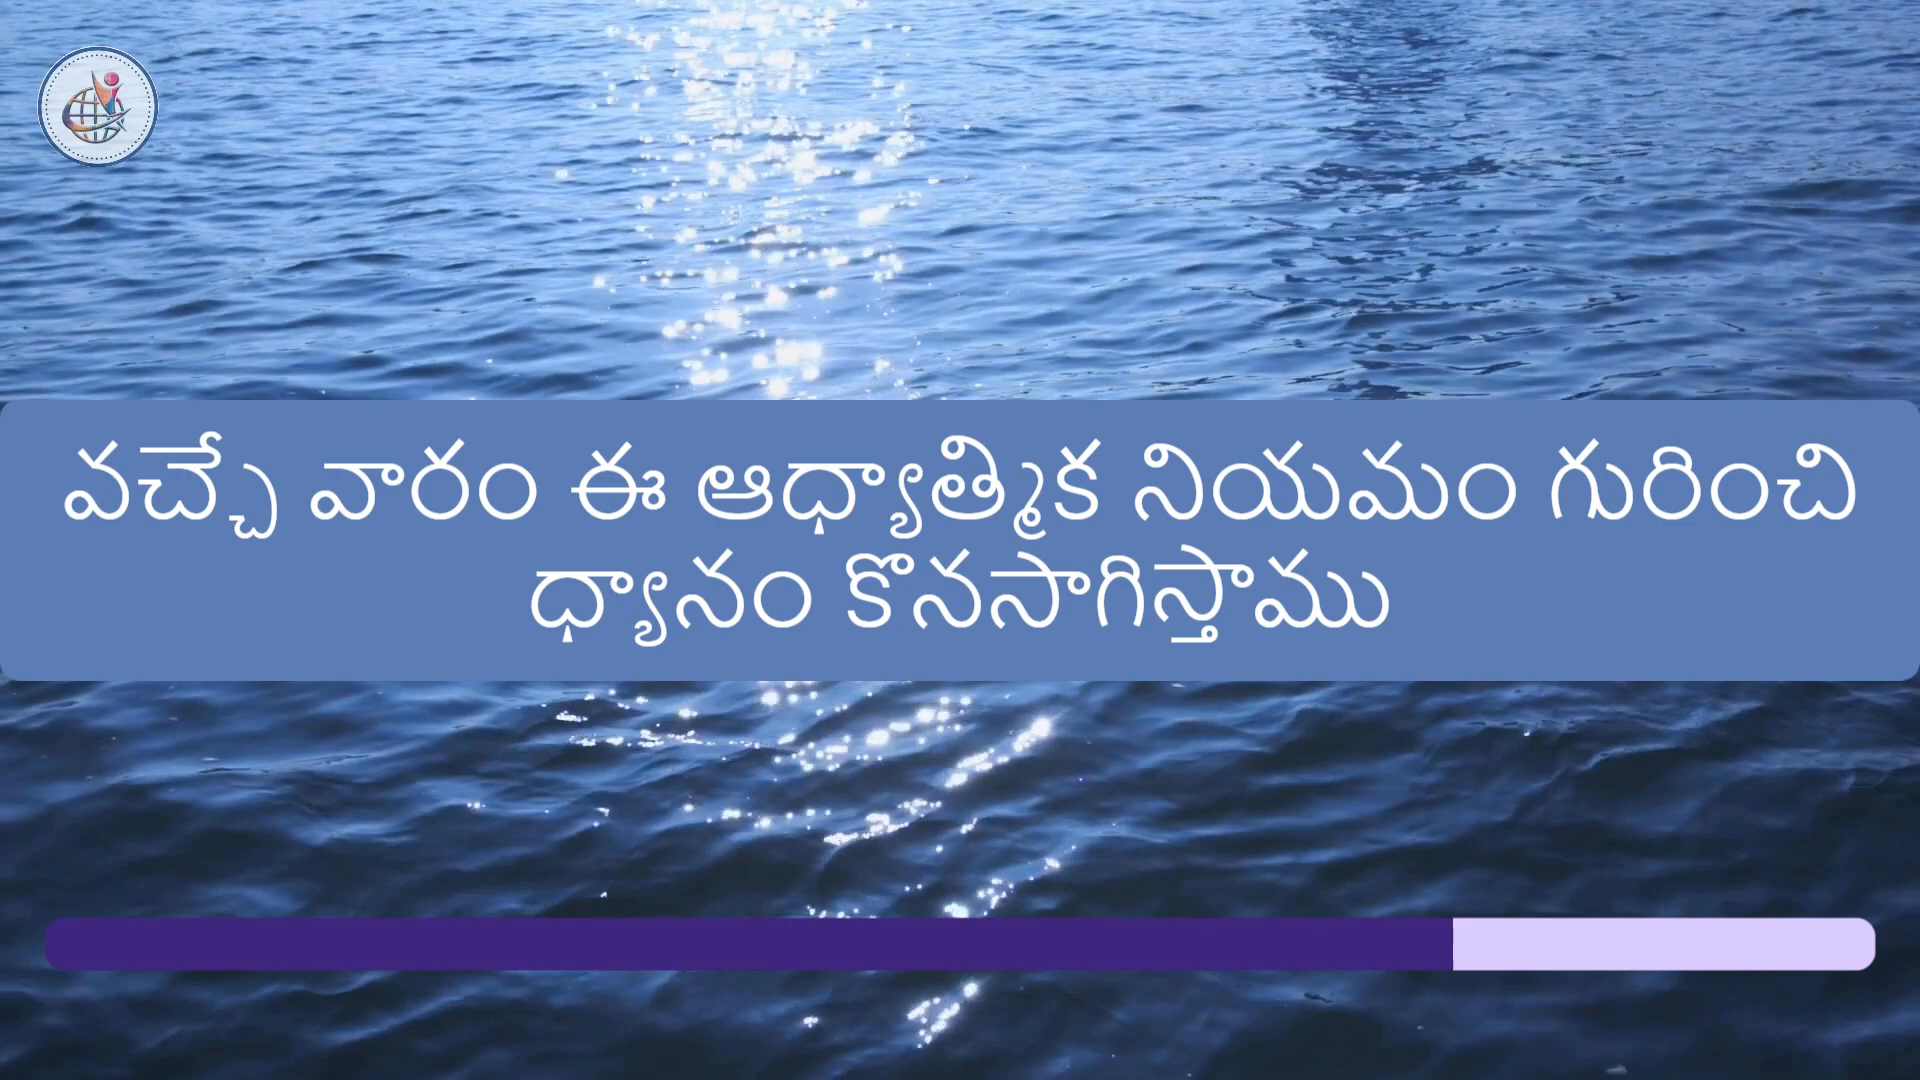 వచ్చే వారం ఈ ఆధ్యాత్మిక నియమం గురించి
ధ్యానం కొనసాగిస్తాము